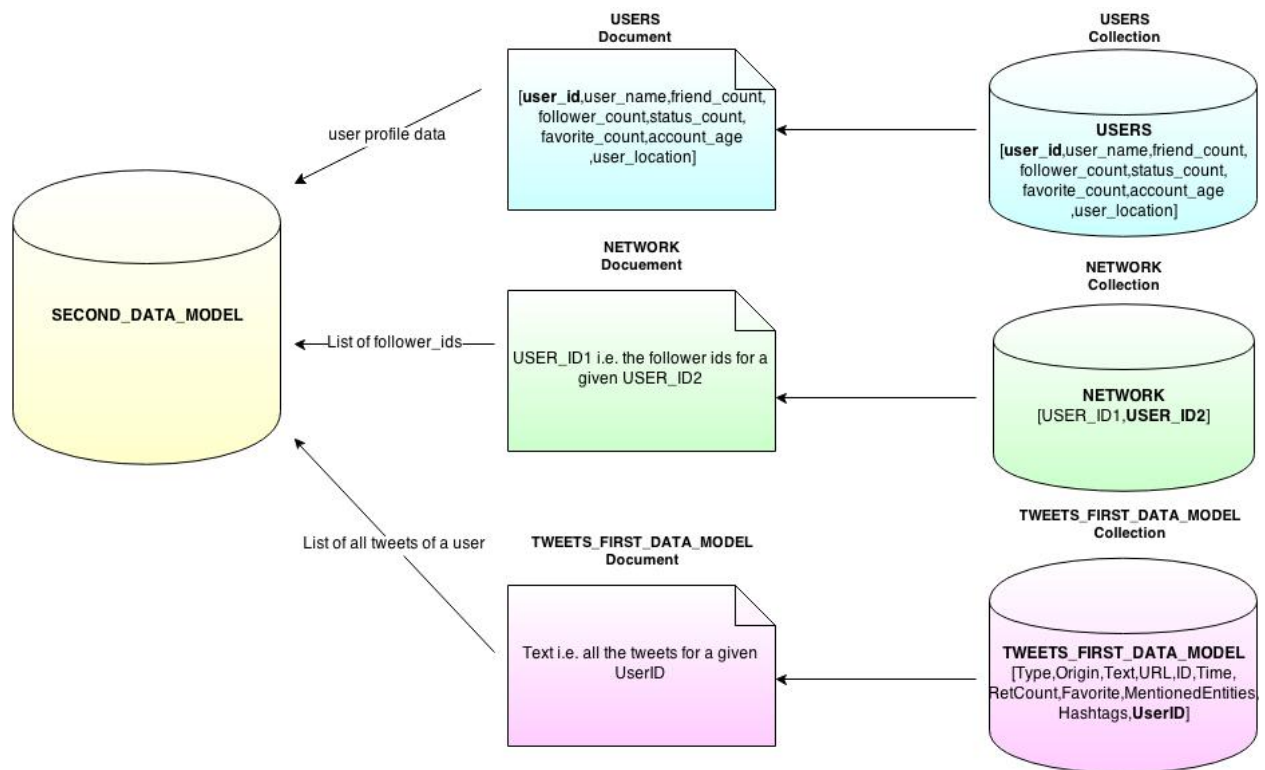 USERS
Document
[user_id,user_name,friend_count,
follower_count,status_count,
favorite_count,account_age
,user_location]
USERS
Collection
USERS
[user_id,user_name,friend_count,
follower_count,status_count,
favorite_count,account_age
,user_location]
user profile data
SECOND_DATA_MODEL
NETWORK
Docuement
List of follower_ids
USER_ID1 i.e. the follower ids for a
given USER_ID2
NETWORK
Collection
NETWORK
[USER_ID1,USER_ID2]
List of all tweets of a user
TWEETS_FIRST_DATA_MODEL
Document
Text i.e. all the tweets for a given
UserID
TWEETS_FIRST_DATA_MODEL
Collection
TWEETS_FIRST_DATA_MODEL
[Type,Origin,Text,URL,ID,Time,
RetCount,Favorite,MentionedEntities,
Hashtags,UserID]